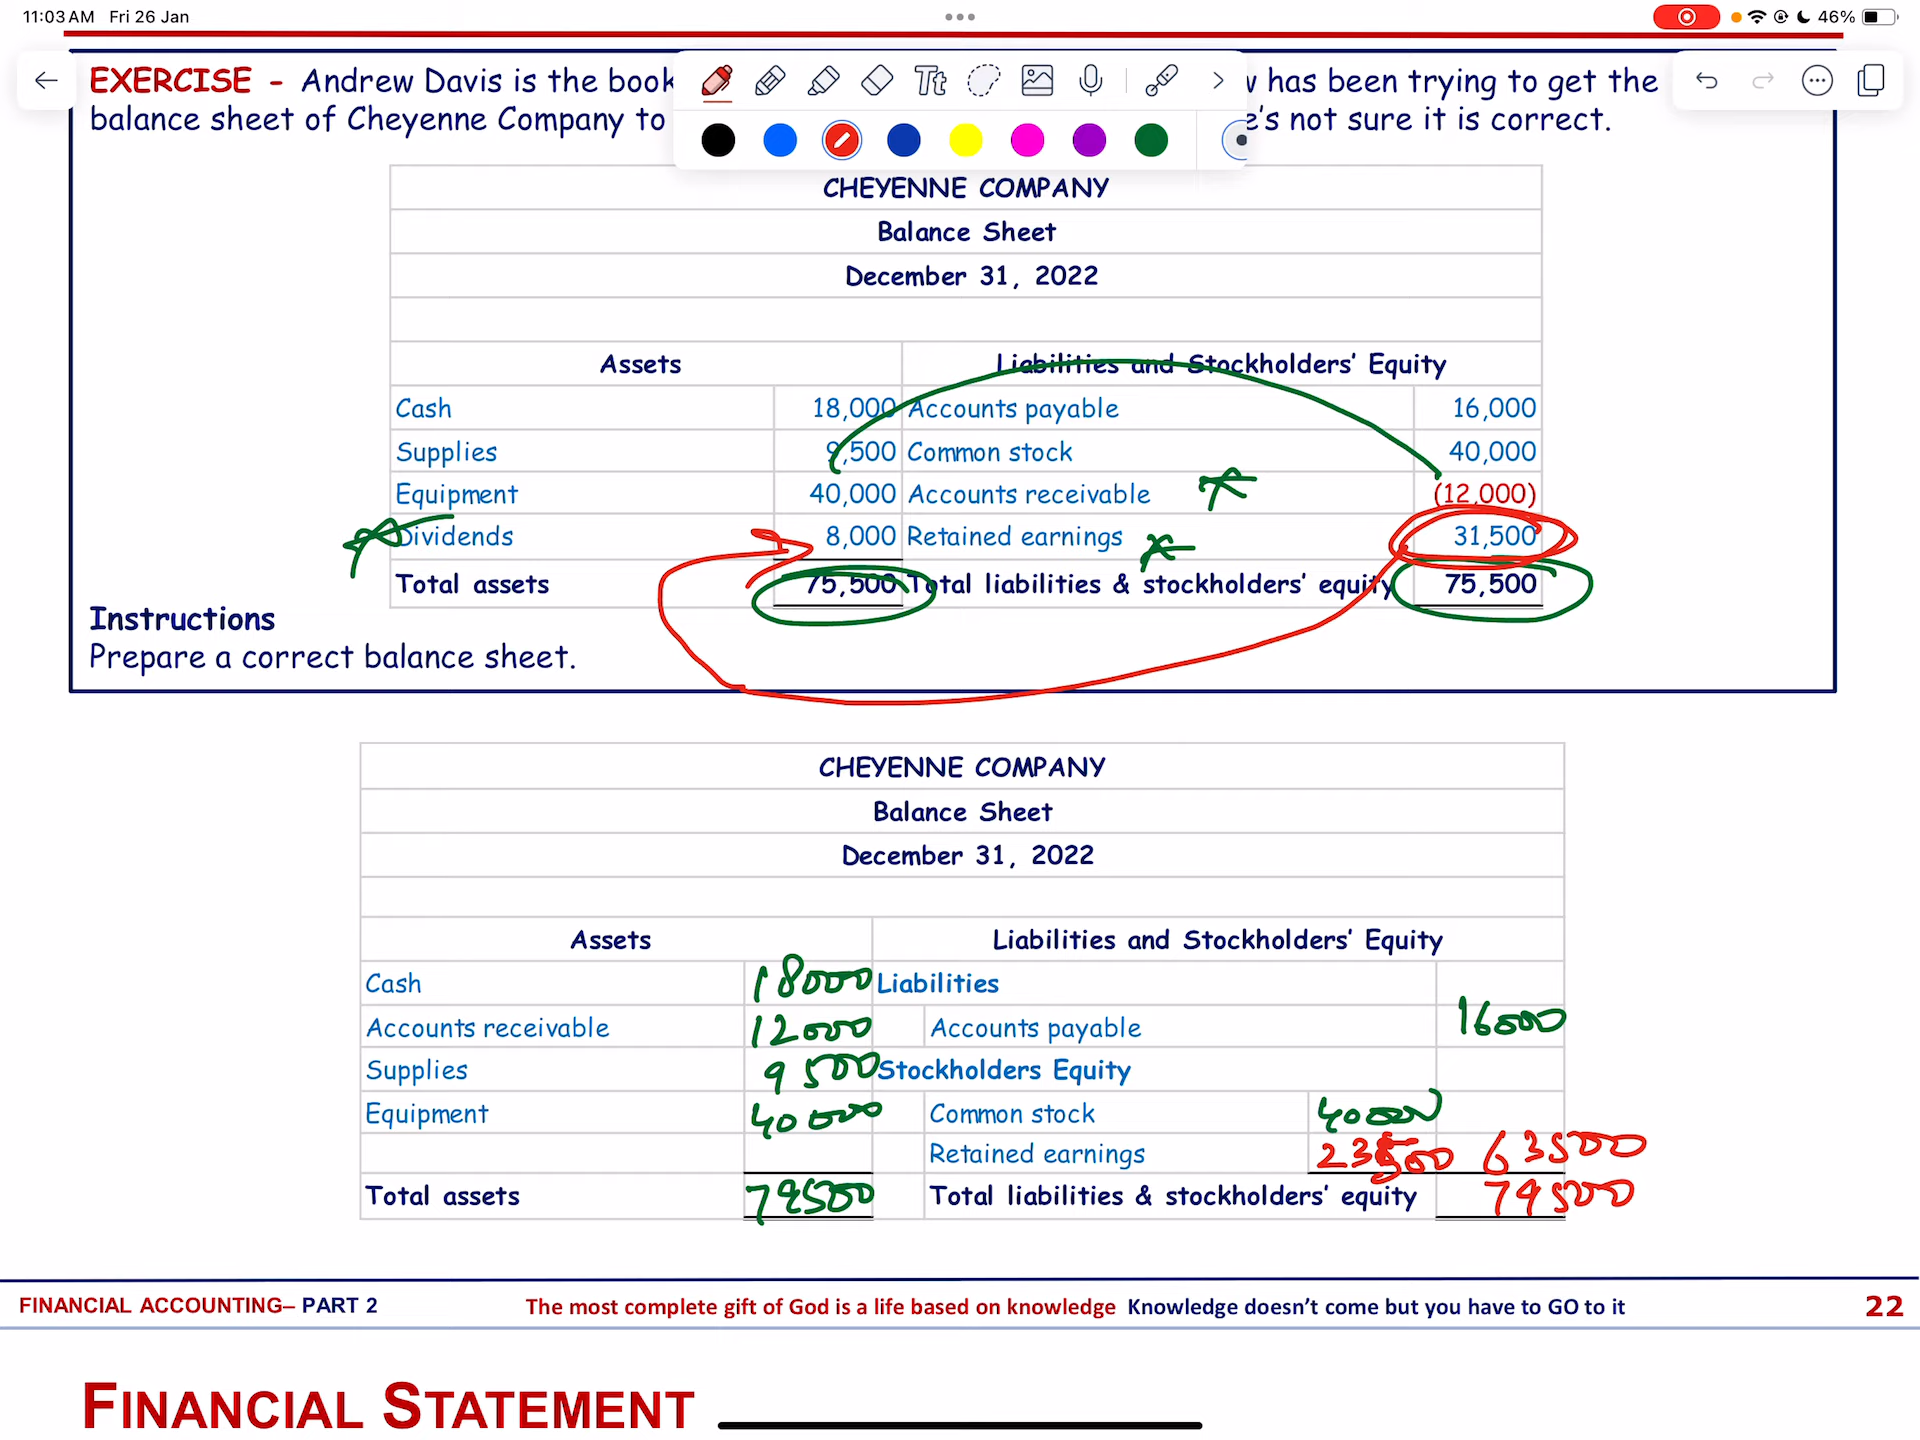 11:03 AM Fri 26 Jan
46%
EXERCISE - Andrew Davis is the book w has been trying to get the
Tt
balance sheet of Cheyenne Company to e's not sure it is correct.
CHEYENNE COMPANY
Balance Sheet
December 31, 2022
Assets Liabilities and Stockholders' Equity
Cash 18,000 Accounts payable 16,000
Supplies 9,500 Common stock 40,000
Equipment 40,000 Accounts receivable (12,000)
Dividends 8,000 Retained earnings 31,500
Total assets 75,500 Total liabilities & stockholders' equity 75,500
Instructions
Prepare a correct balance sheet.
CHEYENNE COMPANY
Balance Sheet
December 31, 2022
Assets Liabilities and Stockholders' Equity
Cash 18000 Liabilities
Accounts receivable 12000 Accounts payable 16000
Supplies 9500 Stockholders Equity
Equipment 40000 Common stock 40000
Retained earnings 23500 63500
Total assets 79500 Total liabilities & stockholders' equity 79500
FINANCIAL ACCOUNTING– PART 2 The most complete gift of God is a life based on knowledge Knowledge doesn't come but you have to GO to it 22
FINANCIAL STATEMENT